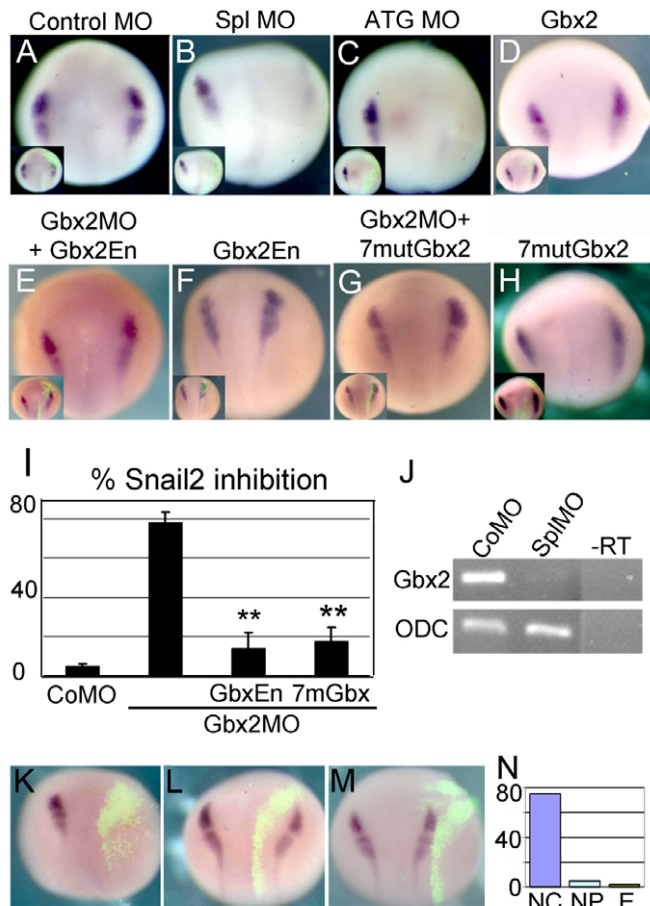 Control MO Spl MO ATG MO Gbx2
A B C D
Gbx2MO
+ Gbx2En
Gbx2En
Gbx2MO+
7mutGbx2
7mutGbx2
E F G H
I
% Snail2 inhibition
80
40
0
** **
CoMO GbxEn 7mGbx
Gbx2MO
J
CoMO SplMO -RT
Gbx2
ODC
K L M N
80
40
0
NC NP E